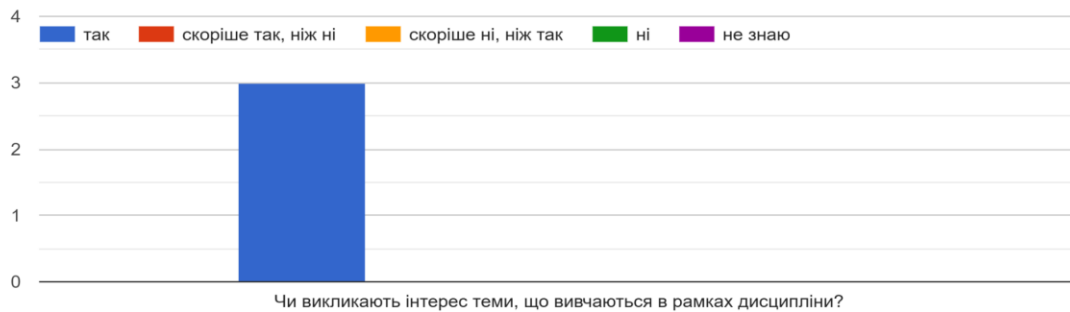 4
так скоріше так, ніж ні скоріше ні, ніж так ні не знаю
3
2
1
0
Чи викликають інтерес теми, що вивчаються в рамках дисципліни?